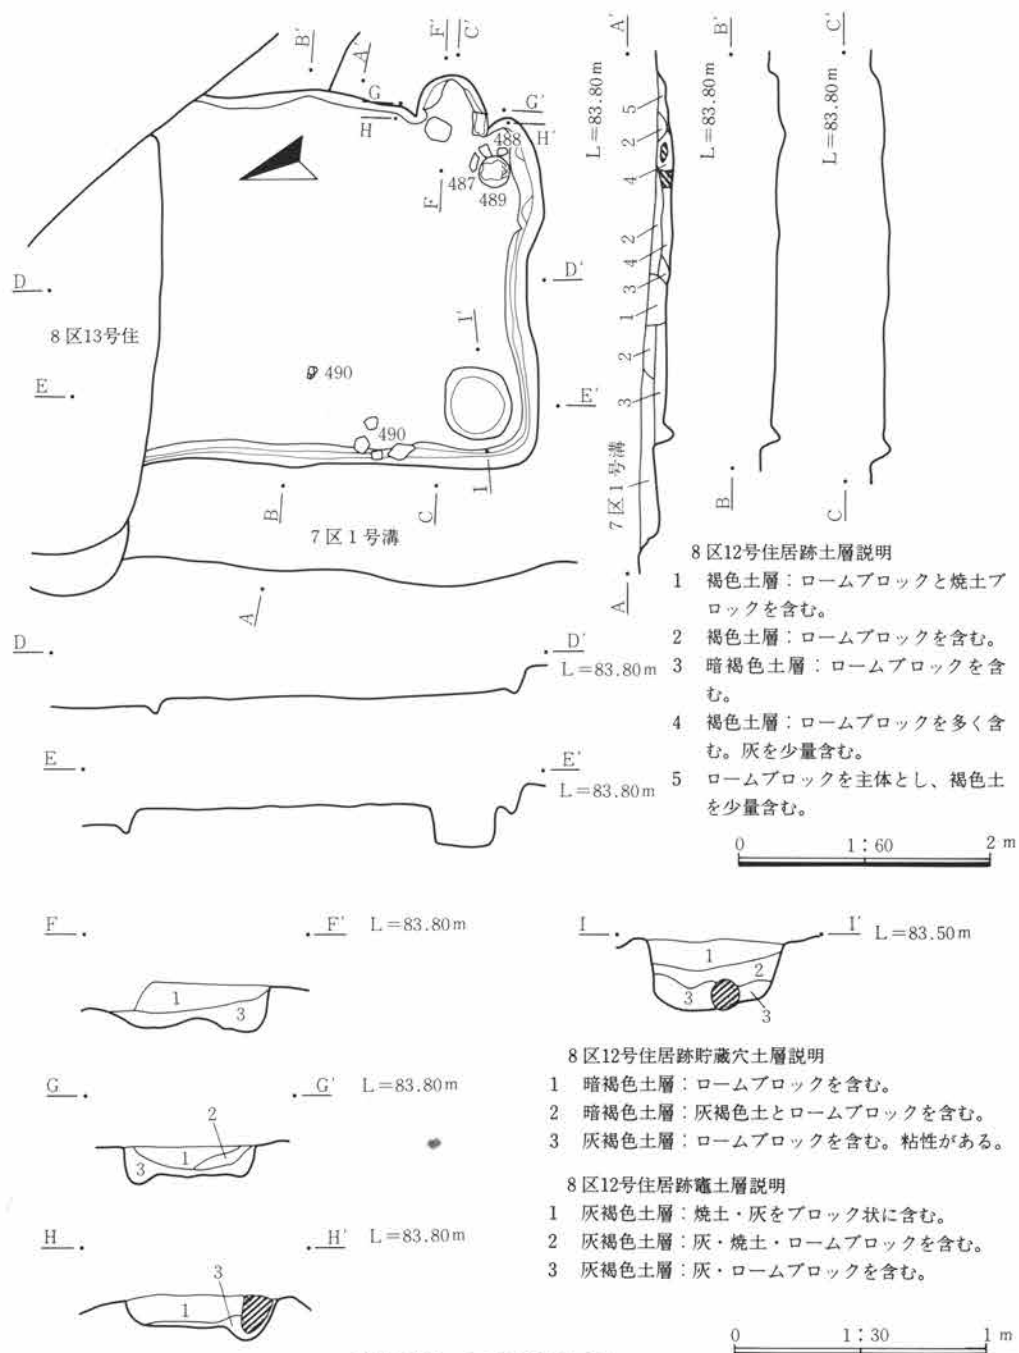 B'
A'
F'
C'
G
H
G'
H'
488
487
489
F
D
D'
8区13号住
I'
490
E
E'
490
I
B
C
7区1号溝
A
A'
L=83.80m
5
2
4
2
4
3
1
2
3
7区1号溝
A
B'
L=83.80m
B
C'
L=83.80m
C
8区12号住居跡土層説明
1 褐色土層：ロームブロックと焼土ブ
ロックを含む。
2 褐色土層：ロームブロックを含む。
3 暗褐色土層：ロームブロックを含
む。
4 褐色土層：ロームブロックを多く含
む。灰を少量含む。
5 ロームブロックを主体とし、褐色土
を少量含む。
0 1：60 2 m
D D'
L=83.80m
E E'
L=83.80m
F F' L=83.80m
1
3
G G' L=83.80m
2
3 1
H H' L=83.80m
3
1
I I' L=83.50m
1
2
3
3
8区12号住居跡貯蔵穴土層説明
1 暗褐色土層：ロームブロックを含む。
2 暗褐色土層：灰褐色土とロームブロックを含む。
3 灰褐色土層：ロームブロックを含む。粘性がある。
8区12号住居跡竈土層説明
1 灰褐色土層：焼土・灰をブロック状に含む。
2 灰褐色土層：灰・焼土・ロームブロックを含む。
3 灰褐色土層：灰・ロームブロックを含む。
0 1：30 1 m